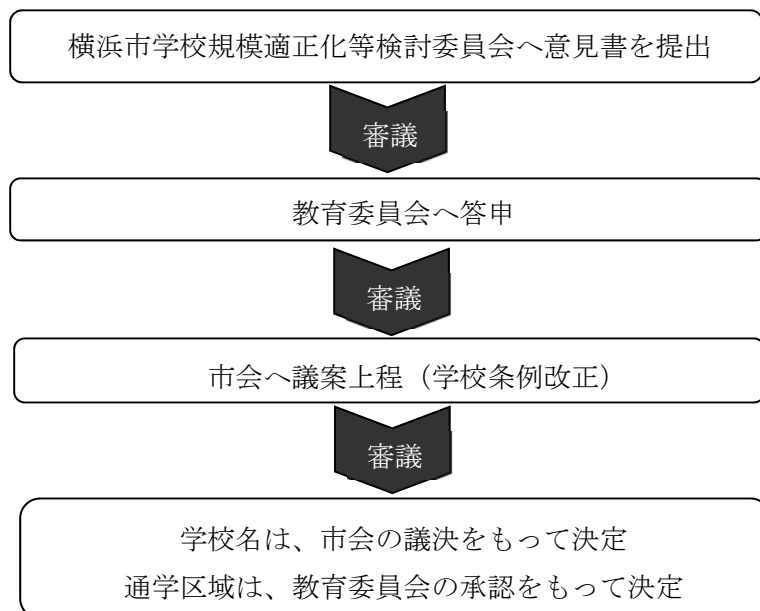 横浜市学校規模適正化等検討委員会へ意見書を提出
審議
教育委員会へ答申
審議
市会へ議案上程（学校条例改正）
審議
学校名は、市会の議決をもって決定
通学区域は、教育委員会の承認をもって決定